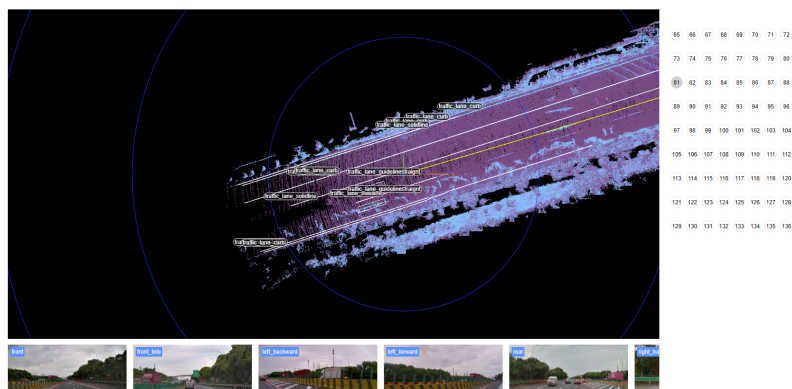 65 66 67 68 69 70 71 72
73 74 75 76 77 78 79 80
81 82 83 84 85 86 87 88
89 90 91 92 93 94 95 96
97 98 99 100 101 102 103 104
105 106 107 108 109 110 111 112
113 114 115 116 117 118 119 120
121 122 123 124 125 126 127 128
129 130 131 132 133 134 135 136
traffic_lane_curb
traffic_lane_curb
traffic_lane_solidline
traffic_lane_curb
traffic_lane_guidelinestraight
traffic_lane_guidelinestraight
traffic_lane_solidline
traffic_lane_curb
front
left_backward
left_forward
rear